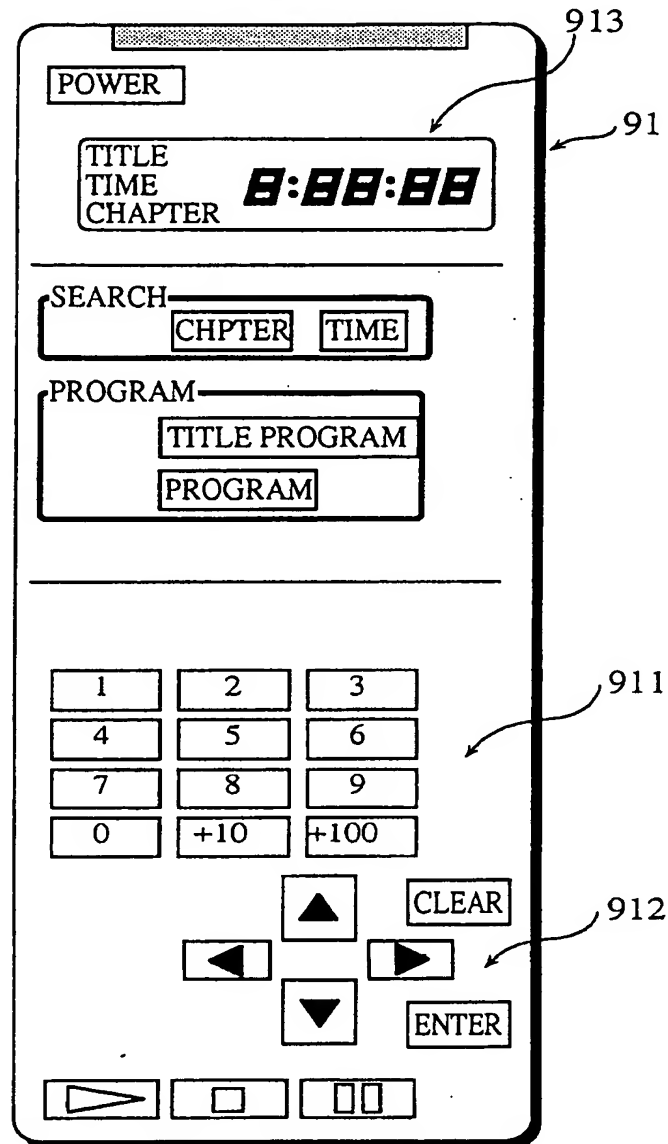 913
POWER
91
TITLE
TIME 8:88:88
CHAPTER
SEARCH
CHPTER TIME
PROGRAM
TITLE PROGRAM
PROGRAM
1 2 3
911
4 5 6
7 8 9
0 +10 +100
CLEAR
912
ENTER